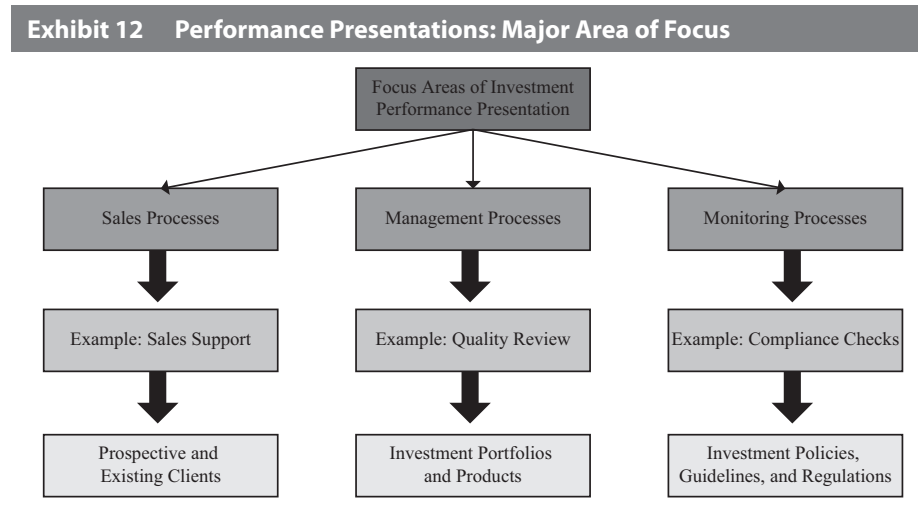 Exhibit 12 Performance Presentations: Major Area of Focus
Focus Areas of Investment
Performance Presentation
Sales Processes
Management Processes
Monitoring Processes
Example: Sales Support
Example: Quality Review
Example: Compliance Checks
Prospective and
Existing Clients
Investment Portfolios
and Products
Investment Policies,
Guidelines, and Regulations